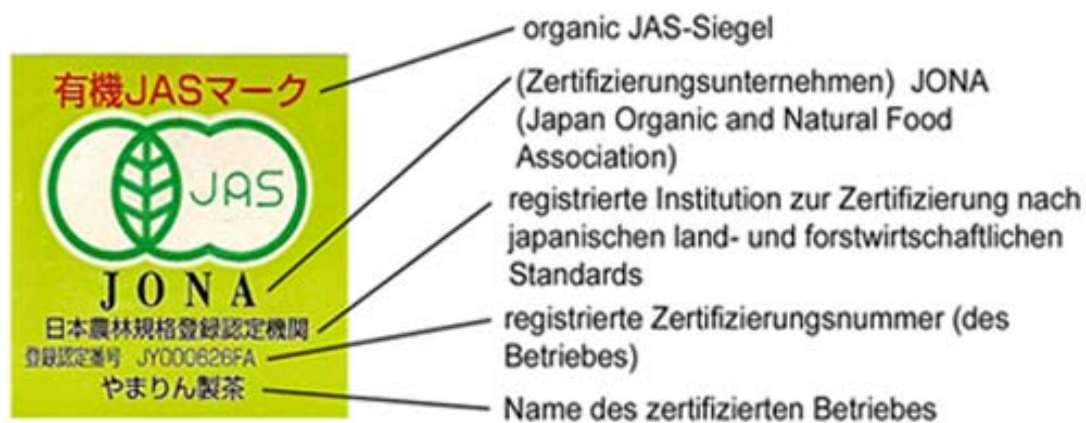 有機JASマーク
JAS
JONA
日本農林規格登録認定機関
登録認定番号 JY000626FA
やまりん製茶
organic JAS-Siegel
(Zertifizierungsunternehmen) JONA
(Japan Organic and Natural Food
Association)
registrierte Institution zur Zertifizierung nach
japanischen land- und forstwirtschaftlichen
Standards
registrierte Zertifizierungsnummer (des
Betriebes)
Name des zertifizierten Betriebes